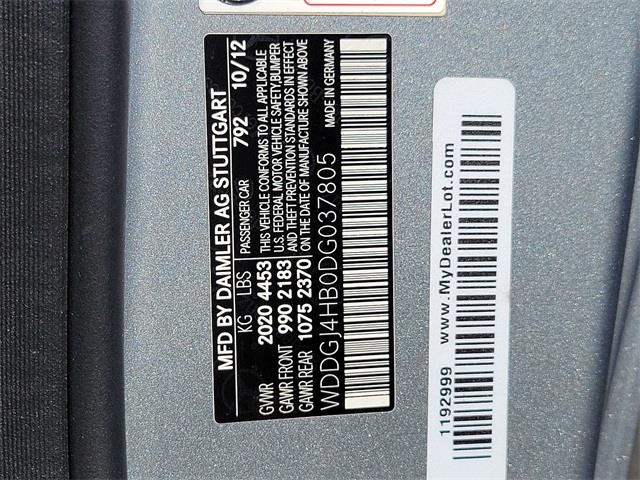 MFD BY DAIMLER AG STUTTGART
KG LBS PASSENGER CAR 792 10/12
GVWR 2020 4453 THIS VEHICLE CONFORMS TO ALL APPLICABLE
GAWR FRONT 990 2183 U.S. FEDERAL MOTOR VEHICLE SAFETY,BUMPER
AND THEFT PREVENTION STANDARDS IN EFFECT
GAWR REAR 1075 2370 ON THE DATE OF MANUFACTURE SHOWN ABOVE
WDDGJ4HB0DG037805 MADE IN GERMANY
www.MyDealerLot.com
1192999